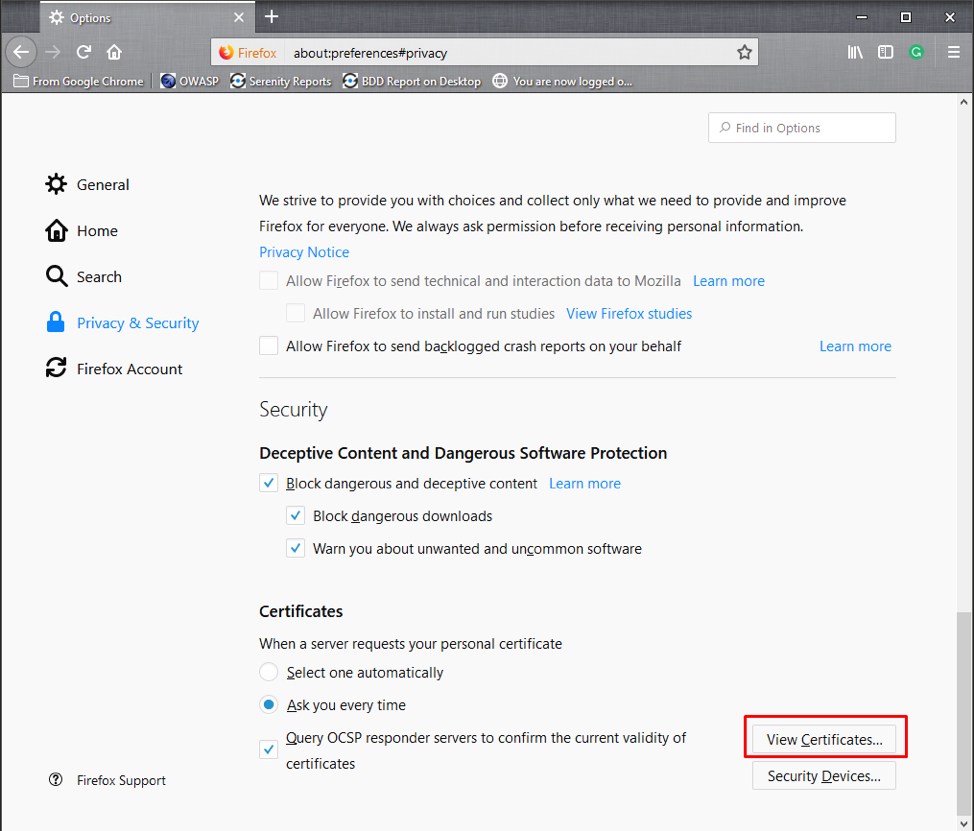 Options
Firefox about:preferences#privacy
From Google Chrome OWASP Serenity Reports BDD Report on Desktop You are now logged o...
Find in Options
General
Home
Search
Privacy & Security
Firefox Account
We strive to provide you with choices and collect only what we need to provide and improve
Firefox for everyone. We always ask permission before receiving personal information.
Privacy Notice
Allow Firefox to send technical and interaction data to Mozilla Learn more
Allow Firefox to install and run studies View Firefox studies
Allow Firefox to send backlogged crash reports on your behalf Learn more
Security
Deceptive Content and Dangerous Software Protection
Block dangerous and deceptive content Learn more
Block dangerous downloads
Warn you about unwanted and uncommon software
Certificates
When a server requests your personal certificate
Select one automatically
Ask you every time
Query OCSP responder servers to confirm the current validity of
certificates
View Certificates...
Security Devices...
Firefox Support